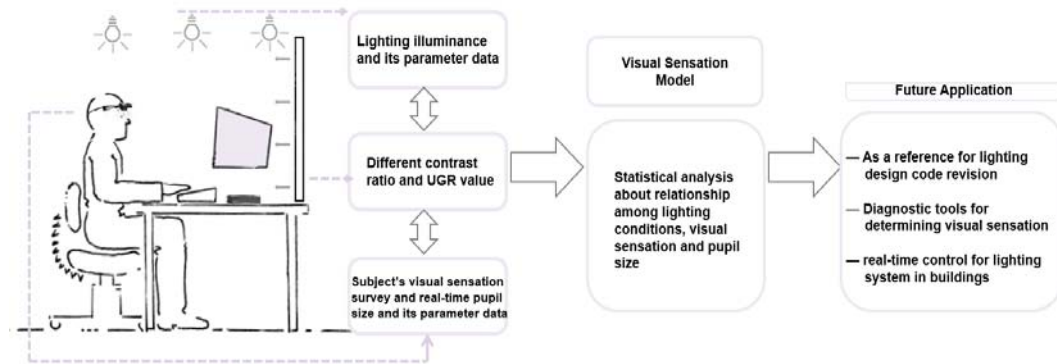 Lighting illuminance
and its parameter data
Different contrast
ratio and UGR value
Subject's visual sensation
survey and real-time pupil
size and its parameter data
Visual Sensation
Model
Statistical analysis
about relationship
among lighting
conditions, visual
sensation and pupil
size
Future Application
— As a reference for lighting
design code revision
— Diagnostic tools for
determining visual sensation
— real-time control for lighting
system in buildings